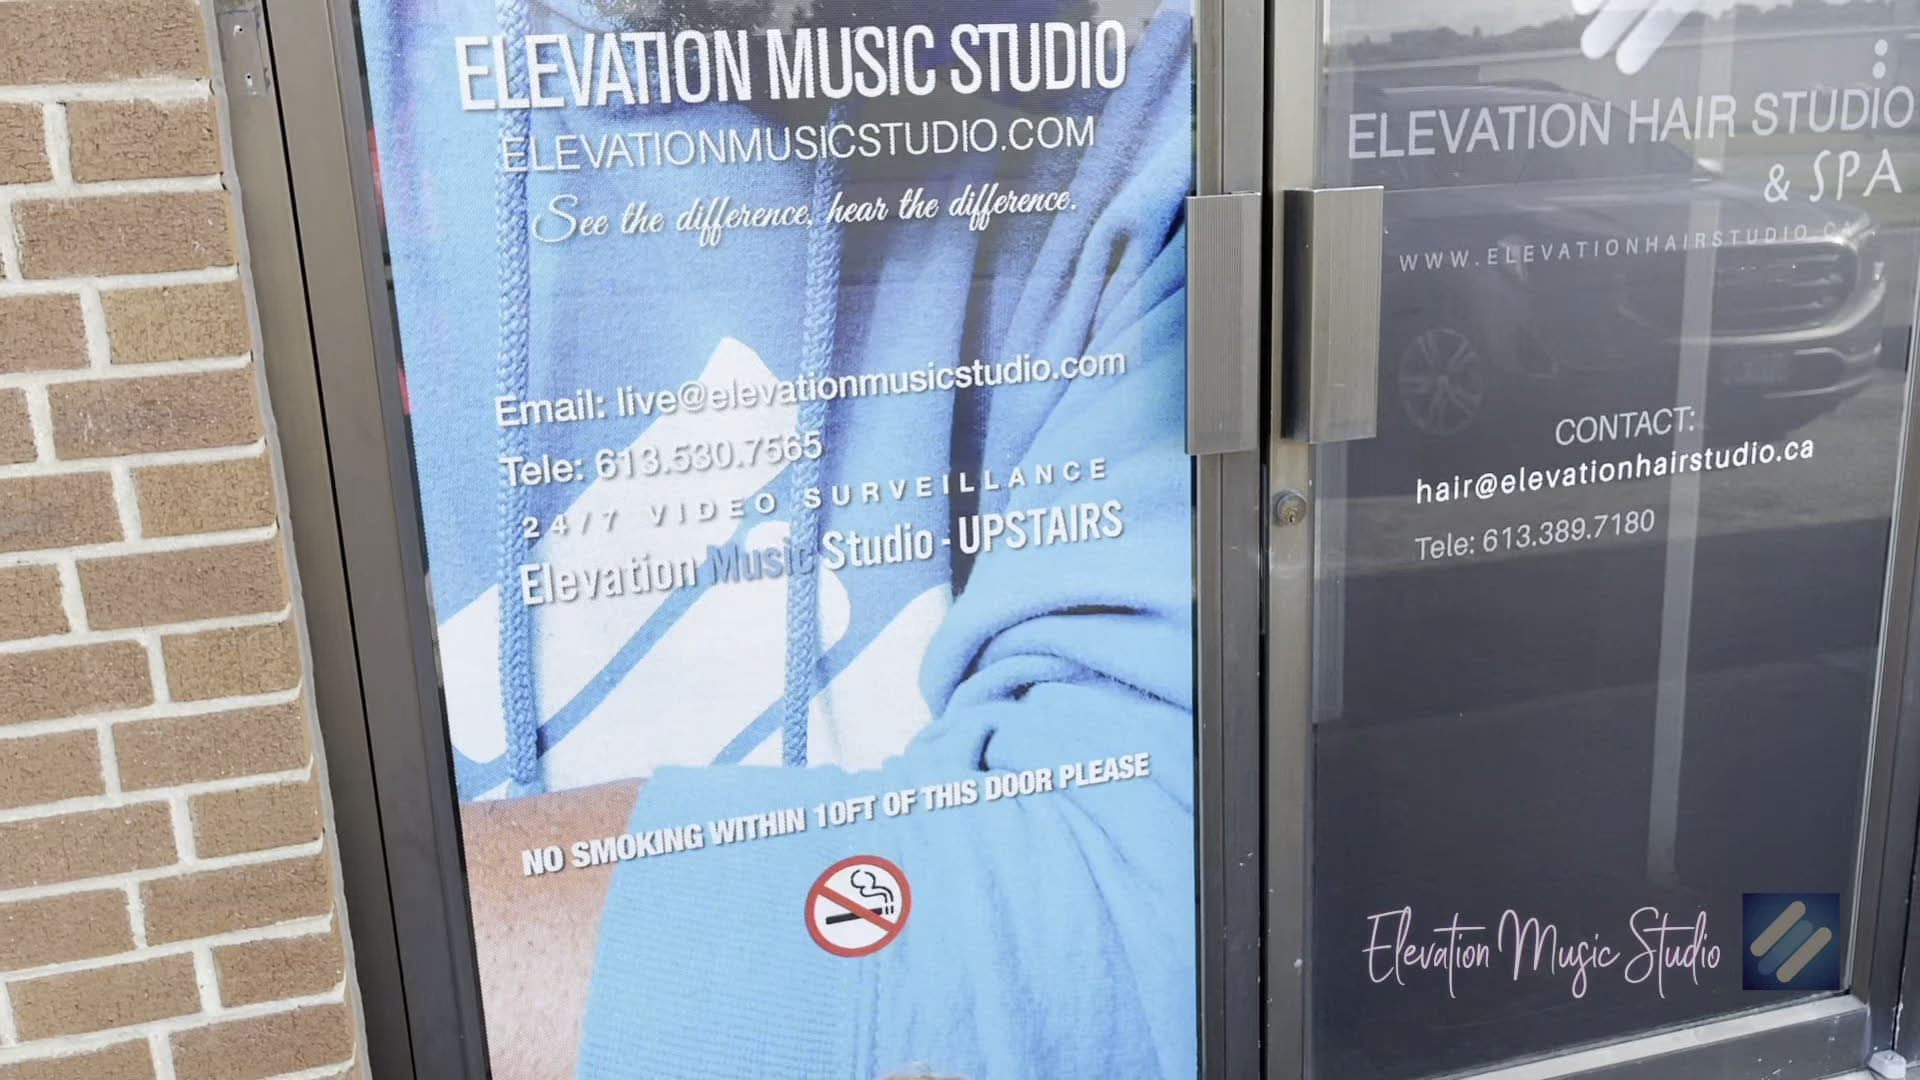 ELEVATION MUSIC STUDIO
ELEVATIONMUSICSTUDIO.COM
See the difference, hear the difference.
Email: live@elevationmusicstudio.com
Tele: 613.530.7565
24/7 VIDEO SURVEILLANCE
Elevation Music Studio - UPSTAIRS
NO SMOKING WITHIN 10FT OF THIS DOOR PLEASE
ELEVATION HAIR STUDIO
& SPA
WWW.ELEVATIONHAIRSTUDIO.CA
CONTACT:
hair@elevationhairstudio.ca
Tele: 613.389.7180
Elevation Music Studio